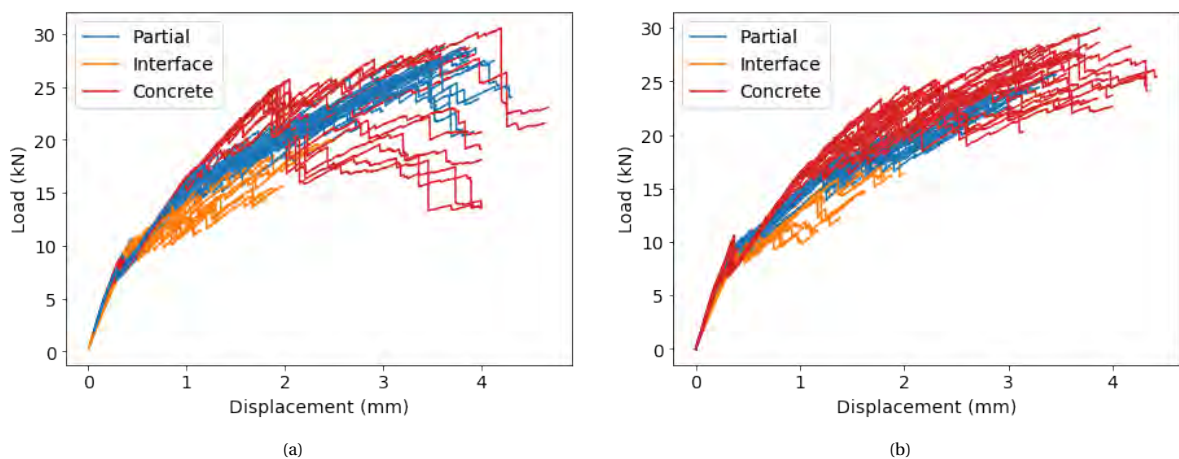 Partial
Interface
Concrete
30
25
20
15
10
5
0
Load (kN)
0 1 2 3 4
Displacement (mm)
(a)
Partial
Interface
Concrete
30
25
20
15
10
5
0
Load (kN)
0 1 2 3 4
Displacement (mm)
(b)